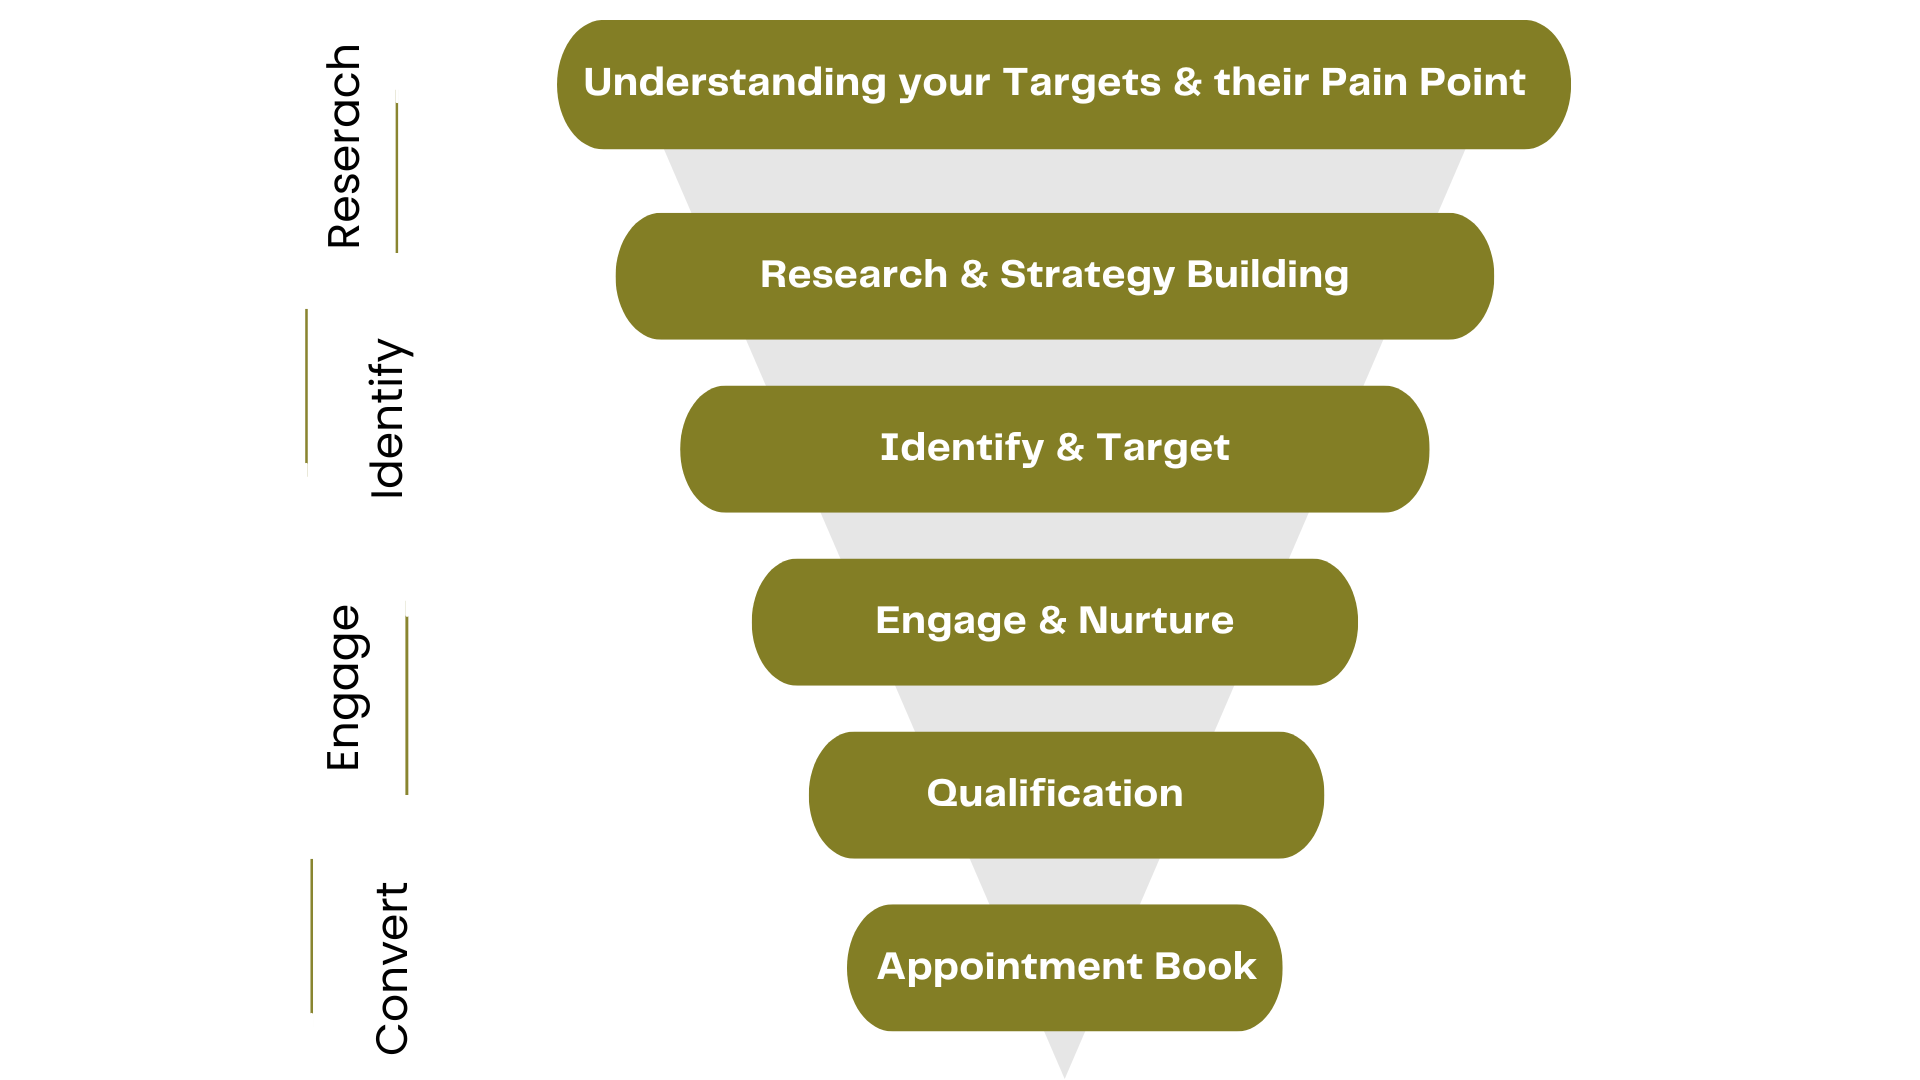 Reserach
Identify
Engage
Convert
Understanding your Targets & their Pain Point
Research & Strategy Building
Identify & Target
Engage & Nurture
Qualification
Appointment Book